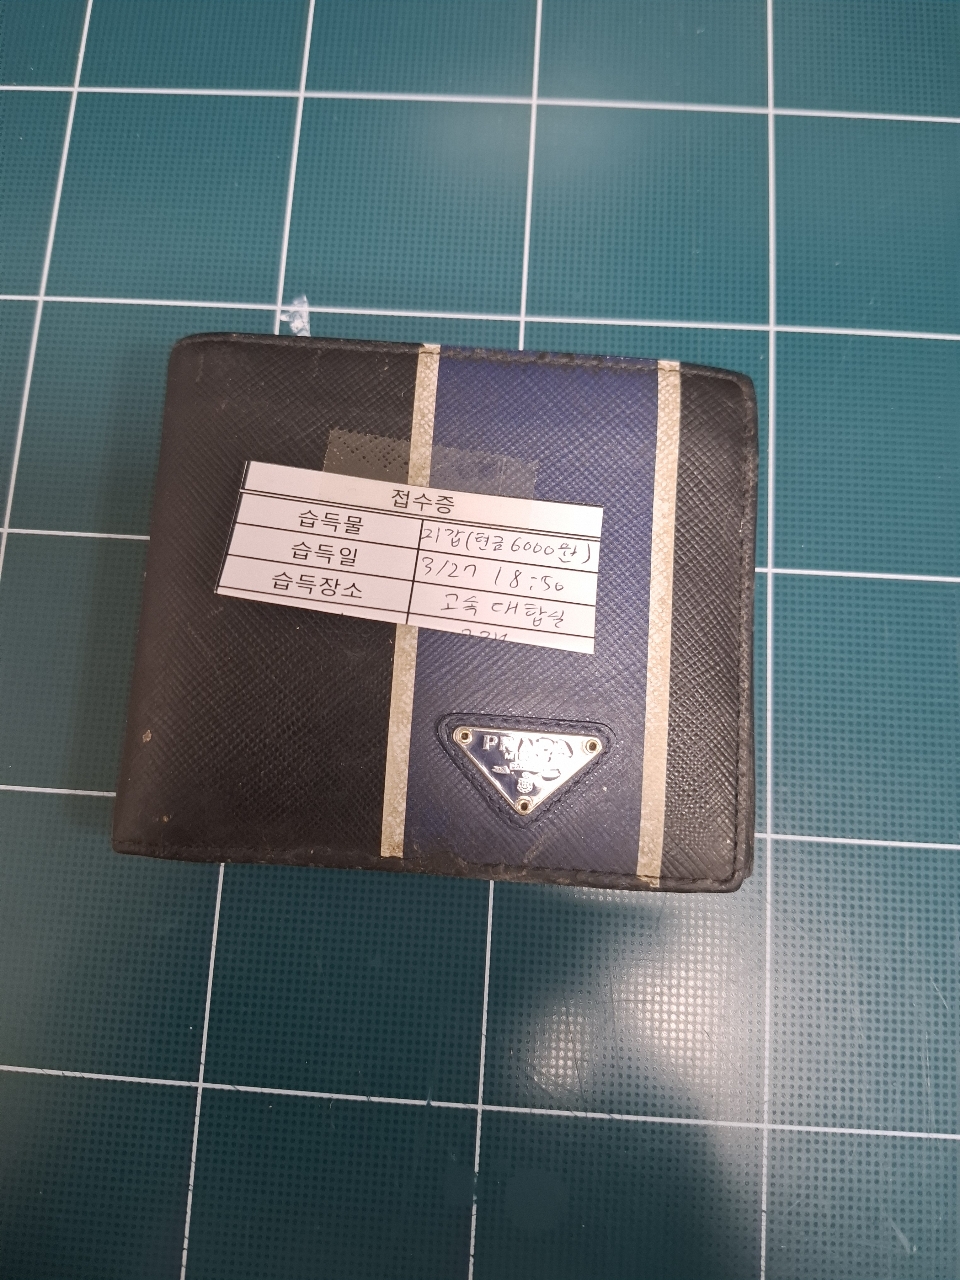 접수증
습득물 지갑(현금 6000원)
습득일 3/27 18:50
습득장소 고속 대합실
PRADA